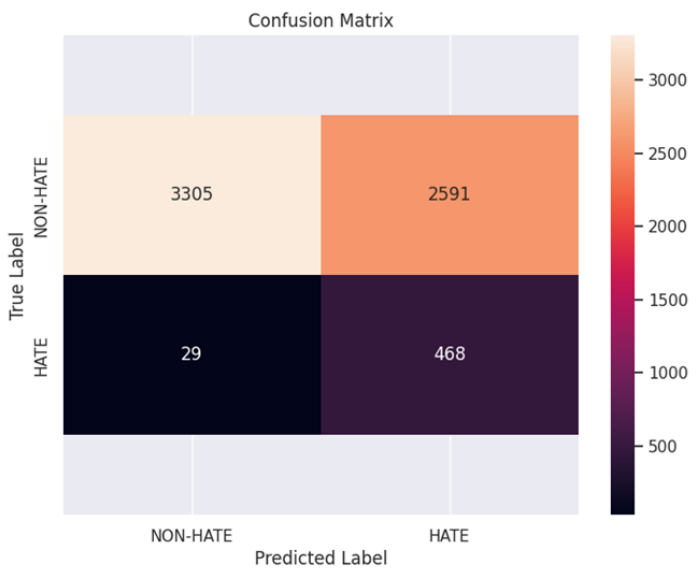 Confusion Matrix
True Label
NON-HATE
HATE
3305 2591
29 468
NON-HATE HATE
Predicted Label
3000
2500
2000
1500
1000
500